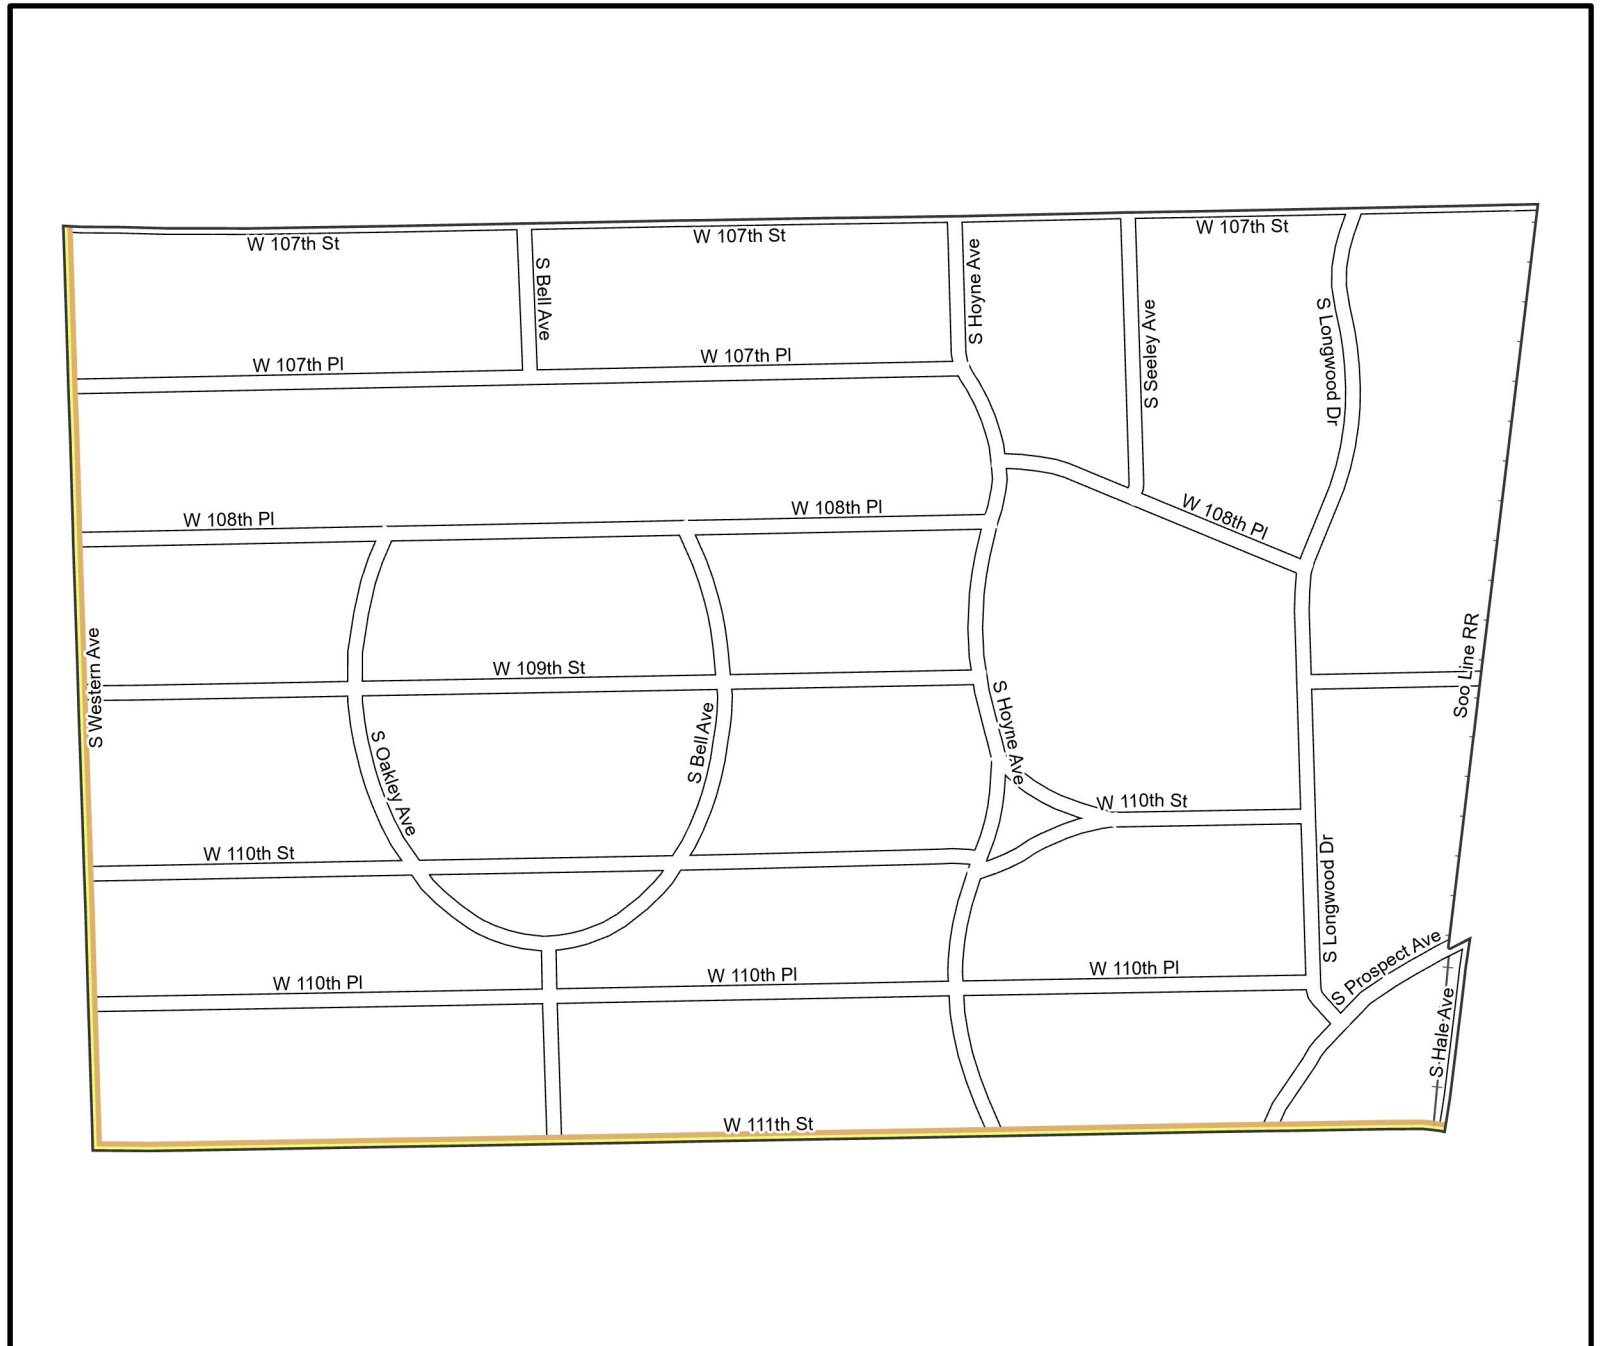 W 107th St
W 107th St
W 107th St
S Bell Ave
S Hoyne Ave
S Seeley Ave
S Longwood Dr
W 107th Pl
W 107th Pl
W 108th Pl
W 108th Pl
W 108th Pl
S Western Ave
W 109th St
Soo Line RR
S Oakley Ave
S Bell Ave
S Hoyne Ave
W 110th St
W 110th St
S Longwood Dr
W 110th Pl
W 110th Pl
W 110th Pl
S Prospect Ave
S Hale Ave
W 111th St